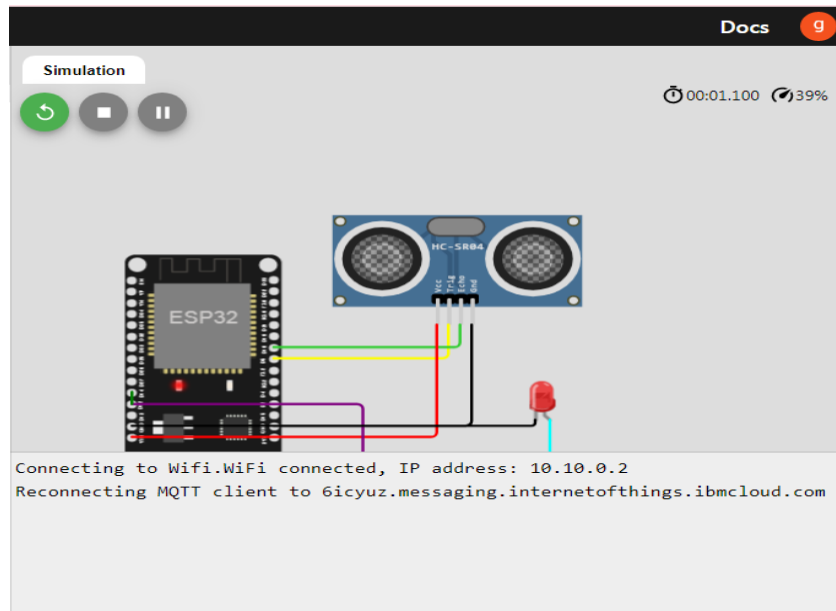 Docs
g
Simulation
00:01.100 39%
HC-SR04
Vcc
Trig
Echo
Gnd
ESP32
Connecting to Wifi.WiFi connected, IP address: 10.10.0.2
Reconnecting MQTT client to 6icyuz.messaging.internetofthings.ibmcloud.com